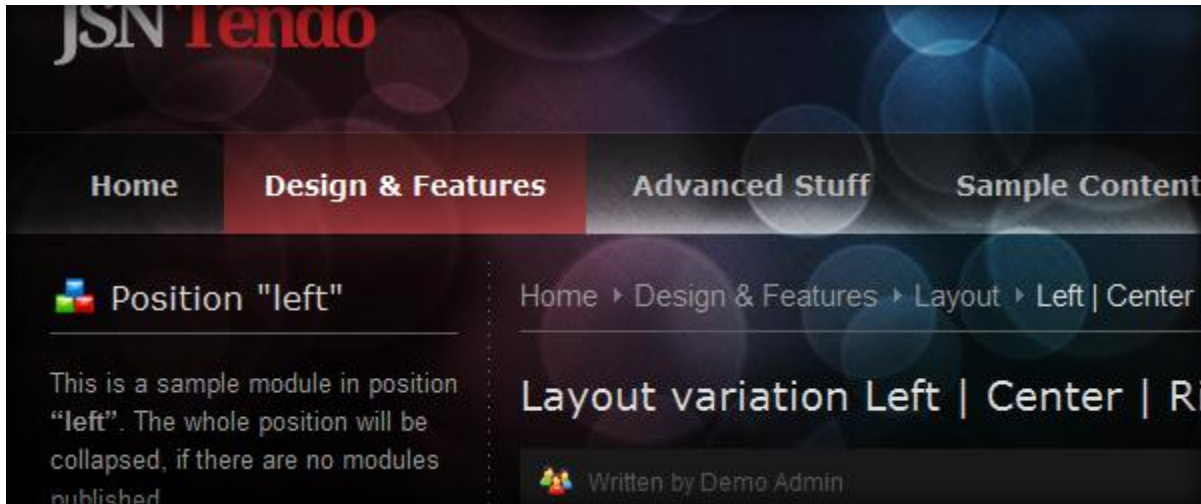 JSN Tendo
Home Design & Features Advanced Stuff Sample Content
Position "left"
This is a sample module in position
“left”. The whole position will be
collapsed, if there are no modules
published
Home Design & Features Layout Left | Center
Layout variation Left | Center | R
Written by Demo Admin